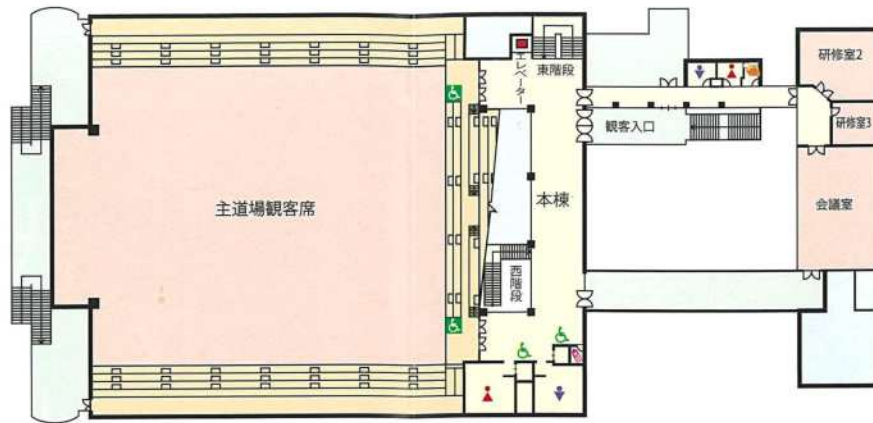 エレベーター
東階段
研修室2
観客入口
研修室3
主道場観客席
本棟
会議室
西階段